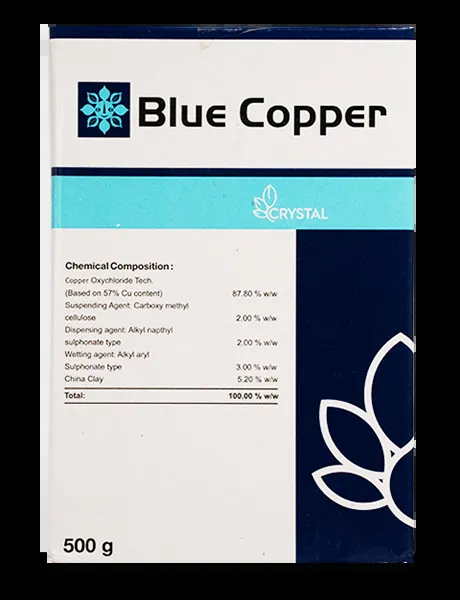 Blue Copper
CRYSTAL
Chemical Composition :
Copper Oxychloride Tech.
(Based on 57% Cu content) 87.80 % w/w
Suspending Agent: Carboxy methyl
cellulose 2.00 % w/w
Dispersing agent: Alkyl napthyl
sulphonate type 2.00 % w/w
Wetting agent: Alkyl aryl
Sulphonate type 3.00 % w/w
China Clay 5.20 % w/w
Total: 100.00 % w/w
500 g